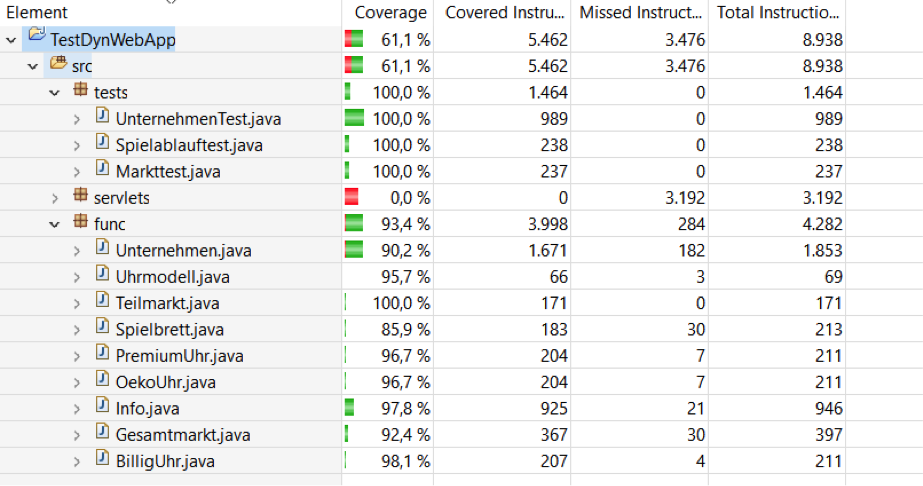 Element Coverage Covered Instru... Missed Instruct... Total Instructio...
TestDynWebApp 61,1 % 5.462 3.476 8.938
src 61,1 % 5.462 3.476 8.938
tests 100,0 % 1.464 0 1.464
UnternehmenTest.java 100,0 % 989 0 989
Spielablauftest.java 100,0 % 238 0 238
Markttest.java 100,0 % 237 0 237
servlets 0,0 % 0 3.192 3.192
func 93,4 % 3.998 284 4.282
Unternehmen.java 90,2 % 1.671 182 1.853
Uhrmodell.java 95,7 % 66 3 69
Teilmarkt.java 100,0 % 171 0 171
Spielbrett.java 85,9 % 183 30 213
PremiumUhr.java 96,7 % 204 7 211
OekoUhr.java 96,7 % 204 7 211
Info.java 97,8 % 925 21 946
Gesamtmarkt.java 92,4 % 367 30 397
BilligUhr.java 98,1 % 207 4 211